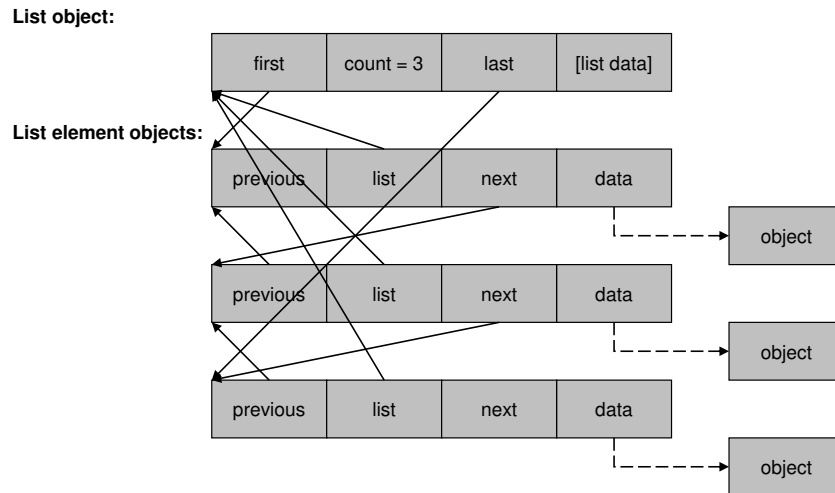 List object:
first count = 3 last [list data]
List element objects:
previous list next data
object
previous list next data
object
previous list next data
object